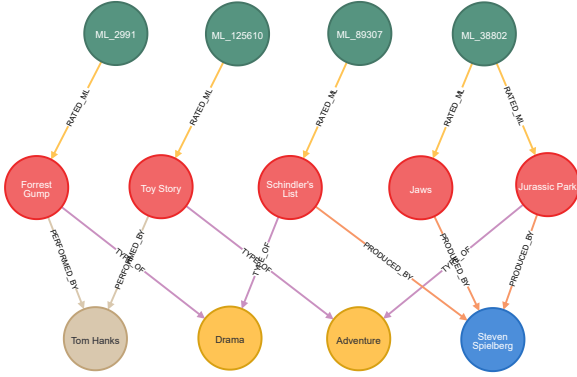 ML_2991
ML_125610
ML_89307
ML_38802
RATED_ML
RATED_ML
RATED_ML
RATED_ML
RATED_ML
Forrest
Gump
Toy Story
Schindler's
List
Jaws
Jurassic Park
PERFORMED_BY
PERFORMED_BY
TYPE_OF
TYPE_OF
TYPE_OF
PRODUCED_BY
PRODUCED_BY
TYPE_OF
PRODUCED_BY
Tom Hanks
Drama
Adventure
Steven
Spielberg